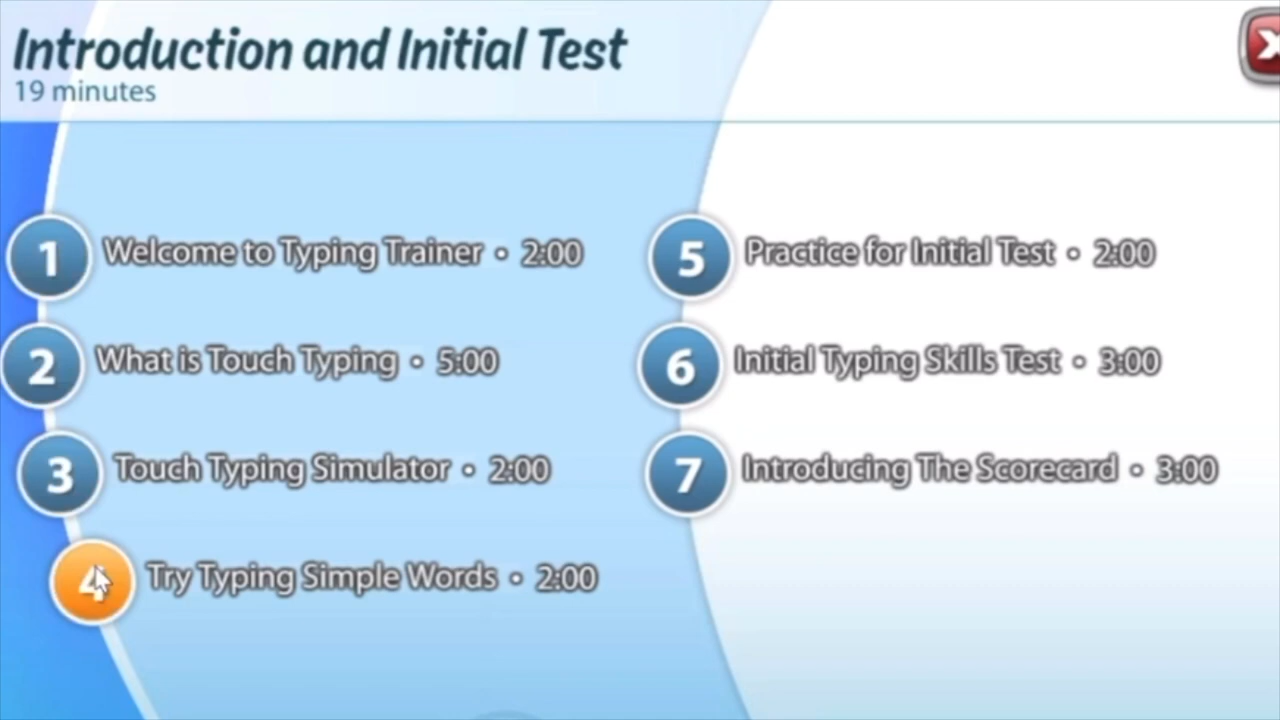 Introduction and Initial Test
19 minutes
1 Welcome to Typing Trainer • 2:00
2 What is Touch Typing • 5:00
3 Touch Typing Simulator • 2:00
4 Try Typing Simple Words • 2:00
5 Practice for Initial Test • 2:00
6 Initial Typing Skills Test • 3:00
7 Introducing The Scorecard • 3:00